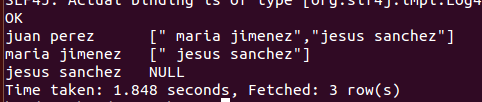 SLF4J: Actual binding is of type [org.slf4j.impl.Log4
OK
juan perez [" maria jimenez","jesus sanchez"]
maria jimenez [" jesus sanchez"]
jesus sanchez NULL
Time taken: 1.848 seconds, Fetched: 3 row(s)